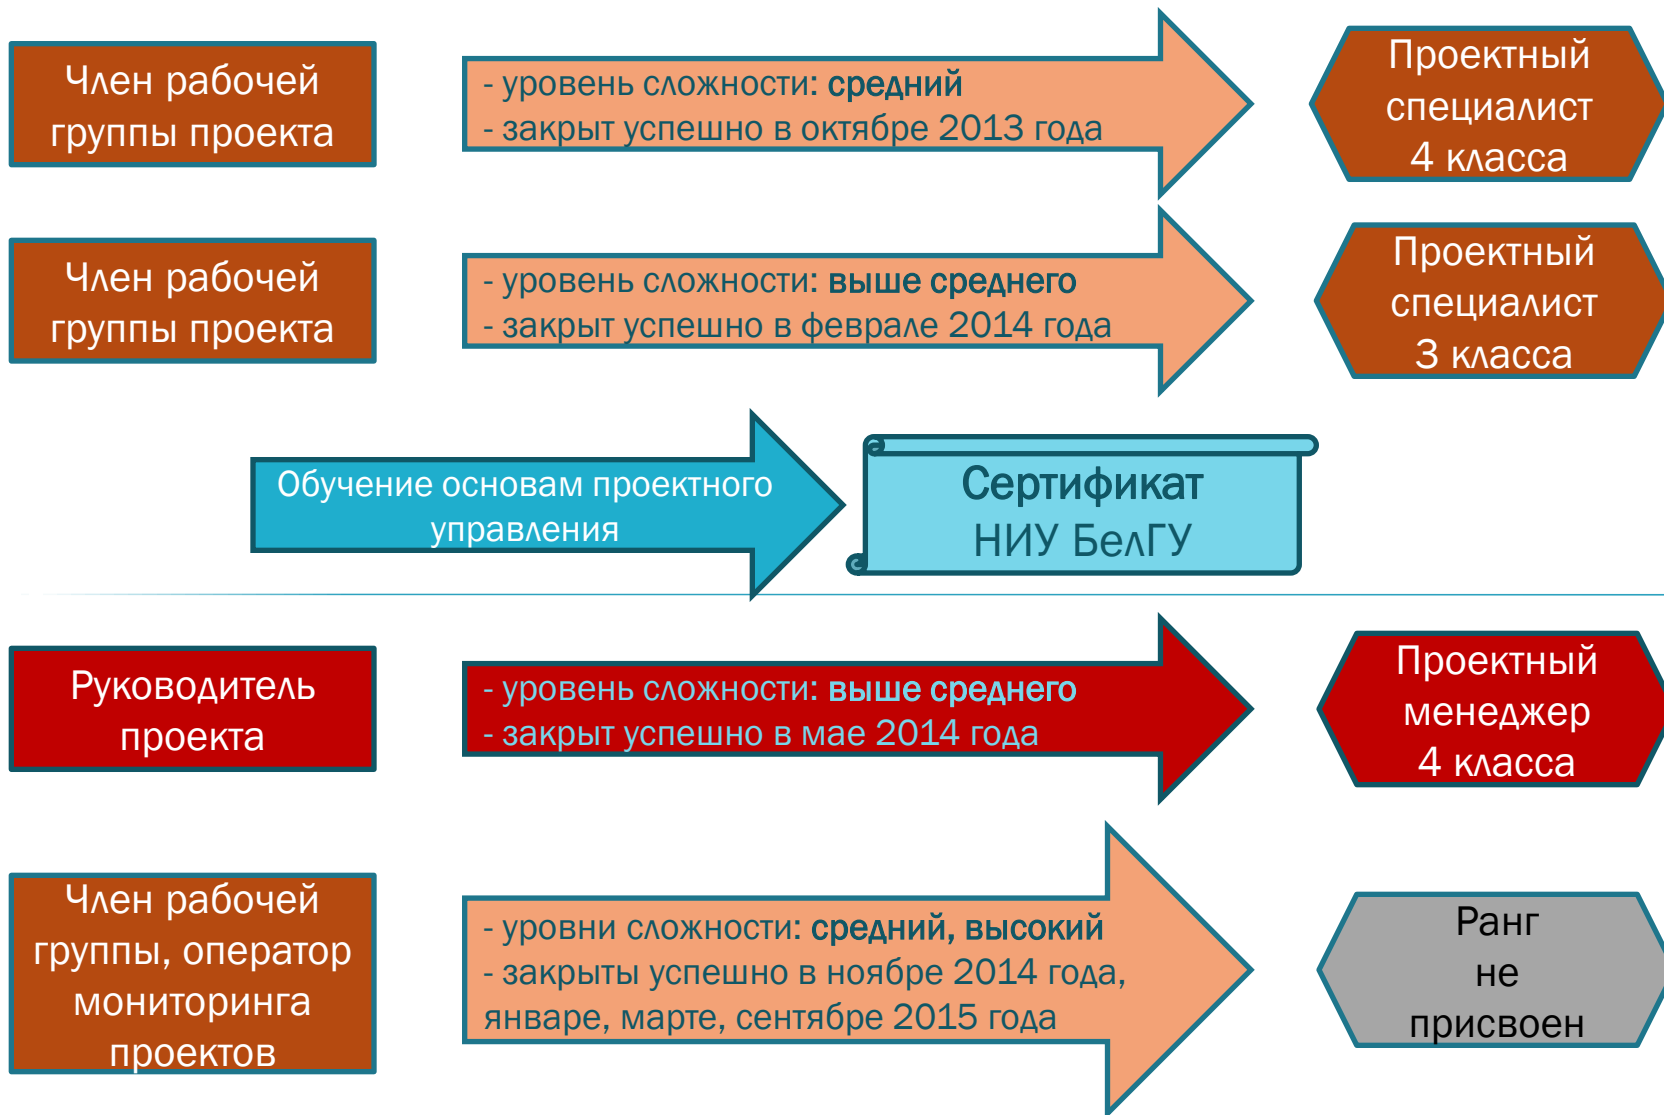 Член рабочей
группы проекта
- уровень сложности: средний
- закрыт успешно в октябре 2013 года
Проектный
специалист
4 класса
Член рабочей
группы проекта
- уровень сложности: выше среднего
- закрыт успешно в феврале 2014 года
Проектный
специалист
3 класса
Обучение основам проектного
управления
Сертификат
НИУ БелГУ
Руководитель
проекта
- уровень сложности: выше среднего
- закрыт успешно в мае 2014 года
Проектный
менеджер
4 класса
Член рабочей
группы, оператор
мониторинга
проектов
- уровни сложности: средний, высокий
- закрыты успешно в ноябре 2014 года,
январе, марте, сентябре 2015 года
Ранг
не
присвоен